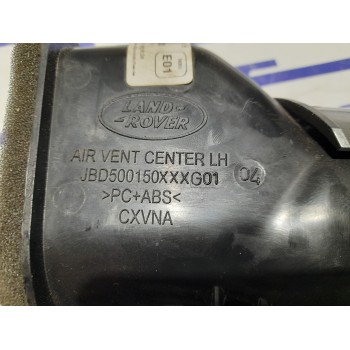 E01
LAND-
-ROVER
AIR VENT CENTER LH
JBD500150XXXG01 04
>PC+ABS<
CXVNA